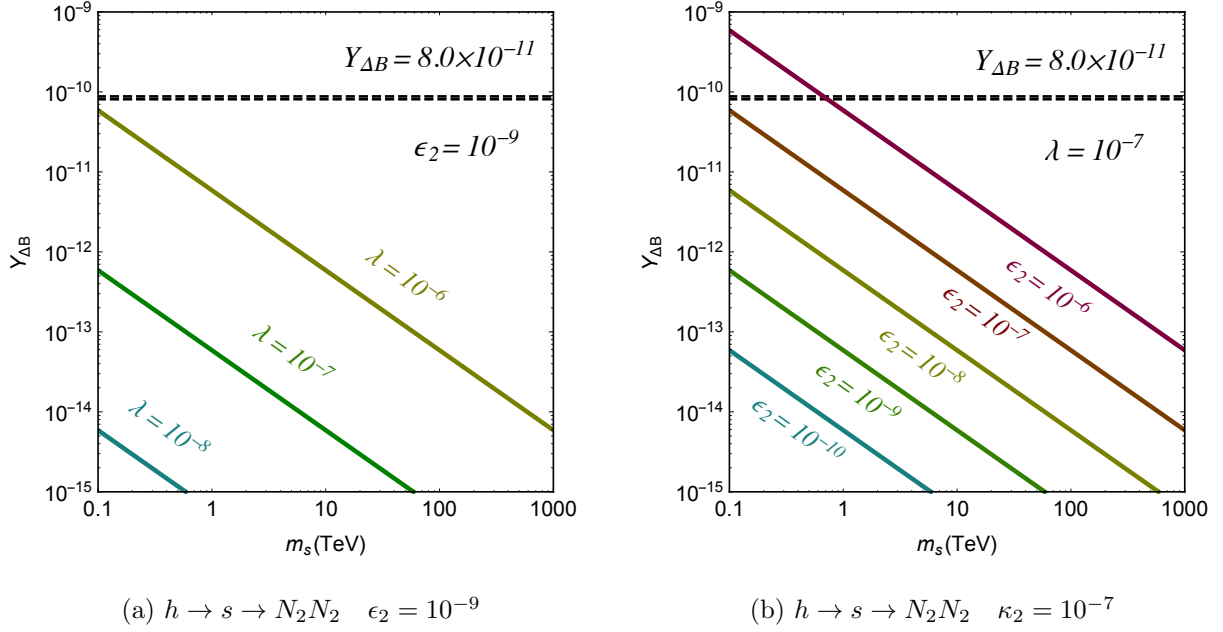 Y_ΔB = 8.0×10⁻¹¹
ϵ₂ = 10⁻⁹
λ = 10⁻⁶
λ = 10⁻⁷
λ = 10⁻⁸
Y_ΔB
10⁻⁹
10⁻¹⁰
10⁻¹¹
10⁻¹²
10⁻¹³
10⁻¹⁴
10⁻¹⁵
0.1 1 10 100 1000
m_s(TeV)
(a) h → s → N₂N₂ ϵ₂ = 10⁻⁹
Y_ΔB = 8.0×10⁻¹¹
λ = 10⁻⁷
ϵ₂ = 10⁻⁶
ϵ₂ = 10⁻⁷
ϵ₂ = 10⁻⁸
ϵ₂ = 10⁻⁹
ϵ₂ = 10⁻¹⁰
Y_ΔB
10⁻⁹
10⁻¹⁰
10⁻¹¹
10⁻¹²
10⁻¹³
10⁻¹⁴
10⁻¹⁵
0.1 1 10 100 1000
m_s(TeV)
(b) h → s → N₂N₂ κ₂ = 10⁻⁷